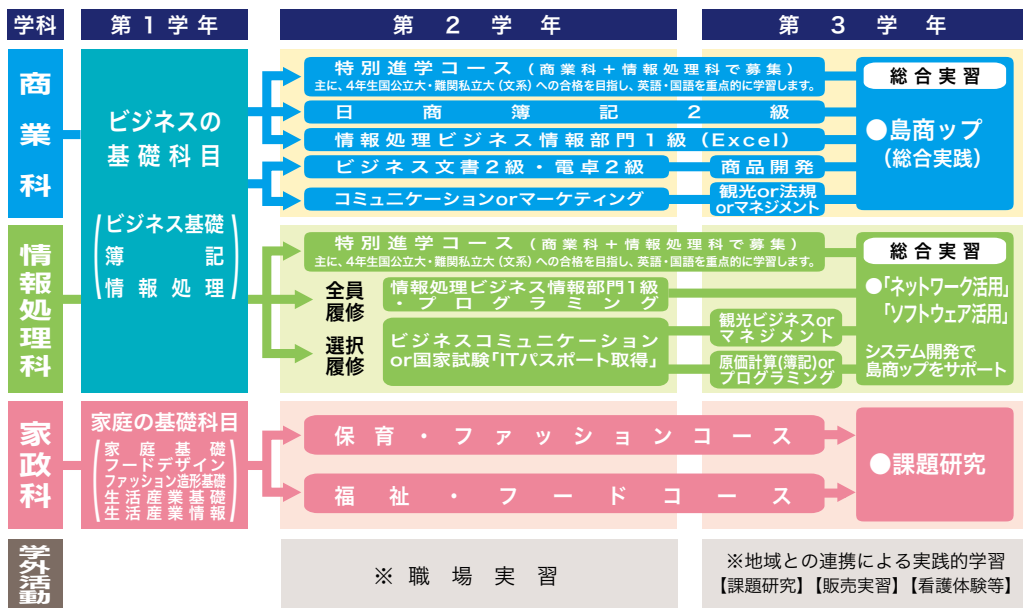 学科
第1学年
第2学年
第3学年
商業科
ビジネスの
基礎科目
ビジネス基礎
簿記
情報処理
特別進学コース(商業科+情報処理科で募集)
主に、4年生国公立大・難関私立大(文系)への合格を目指し、英語・国語を重点的に学習します。
日商簿記2級
情報処理ビジネス情報部門1級(Excel)
ビジネス文書2級・電卓2級
商品開発
コミュニケーションorマーケティング
観光or法規
orマネジメント
総合実習
●島商ップ
(総合実践)
情報処理科
特別進学コース(商業科+情報処理科で募集)
主に、4年生国公立大・難関私立大(文系)への合格を目指し、英語・国語を重点的に学習します。
全員
履修
情報処理ビジネス情報部門1級
・プログラミング
選択
履修
ビジネスコミュニケーション
or国家試験「ITパスポート取得」
観光ビジネスor
マネジメント
原価計算(簿記)or
プログラミング
総合実習
●「ネットワーク活用」
「ソフトウェア活用」
システム開発で
島商ップをサポート
家政科
家庭の基礎科目
家庭基礎
フードデザイン
ファッション造形基礎
生活産業基礎
生活産業情報
保育・ファッションコース
福祉・フードコース
●課題研究
学外活動
※職場実習
※地域との連携による実践的学習
【課題研究】【販売実習】【看護体験等】